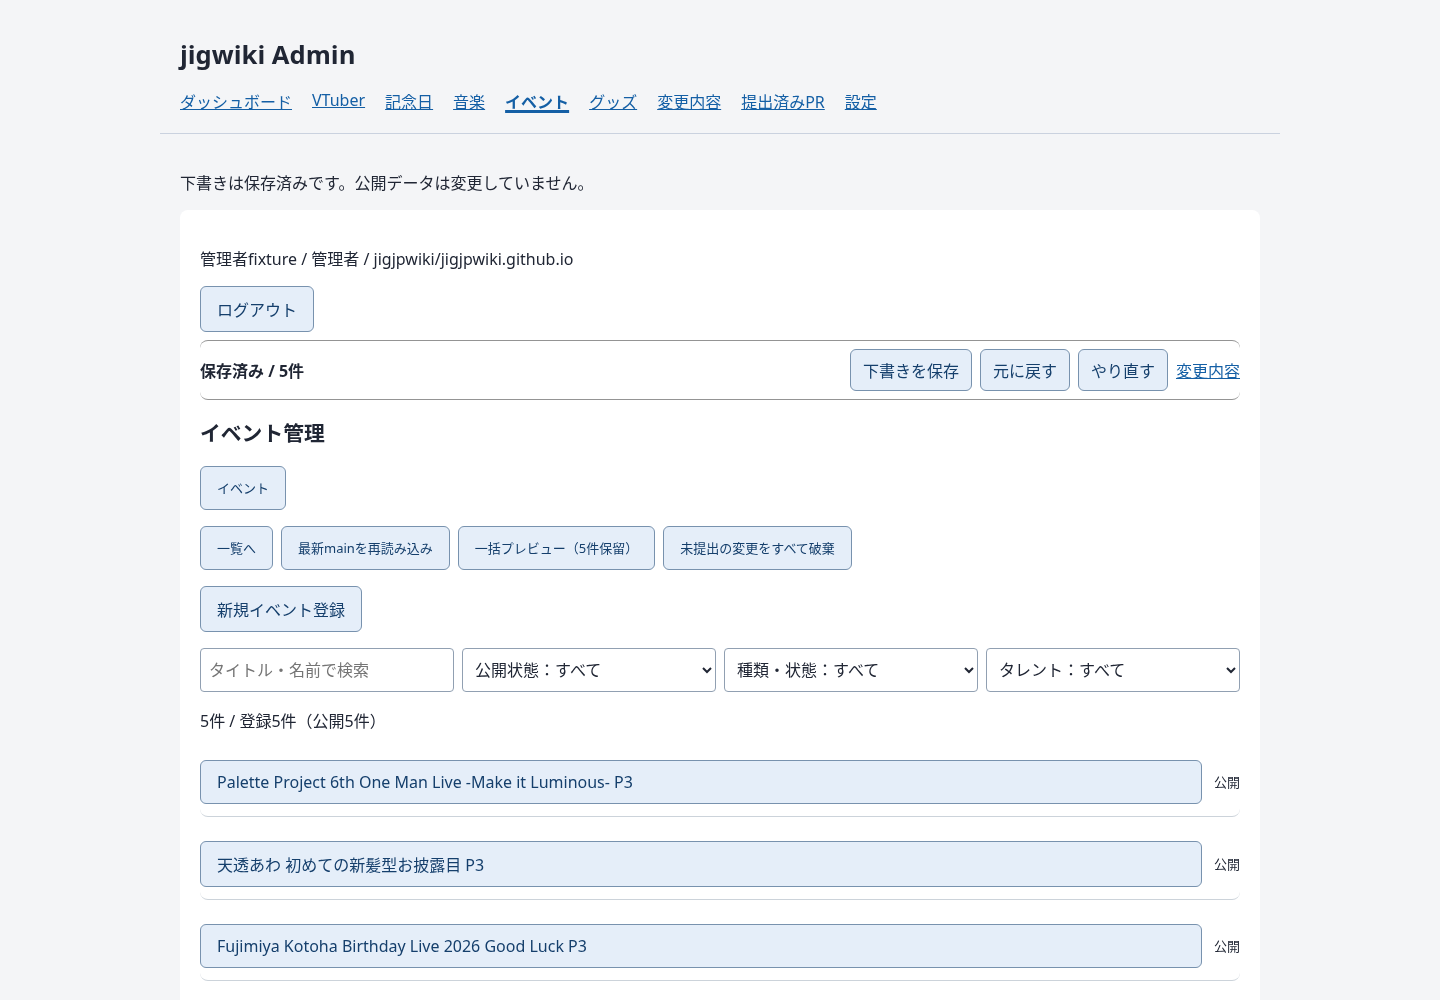 jigwiki Admin
ダッシュボード VTuber 記念日 音楽 イベント グッズ 変更内容 提出済みPR 設定
下書きは保存済みです。公開データは変更していません。
管理者fixture / 管理者 / jigjpwiki/jigjpwiki.github.io
ログアウト
保存済み / 5件 下書きを保存 元に戻す やり直す 変更内容
イベント管理
イベント
一覧へ 最新mainを再読み込み 一括プレビュー（5件保留） 未提出の変更をすべて破棄
新規イベント登録
タイトル・名前で検索 公開状態：すべて 種類・状態：すべて タレント：すべて
5件 / 登録5件（公開5件）
Palette Project 6th One Man Live -Make it Luminous- P3 公開
天透あわ 初めての新髪型お披露目 P3 公開
Fujimiya Kotoha Birthday Live 2026 Good Luck P3 公開